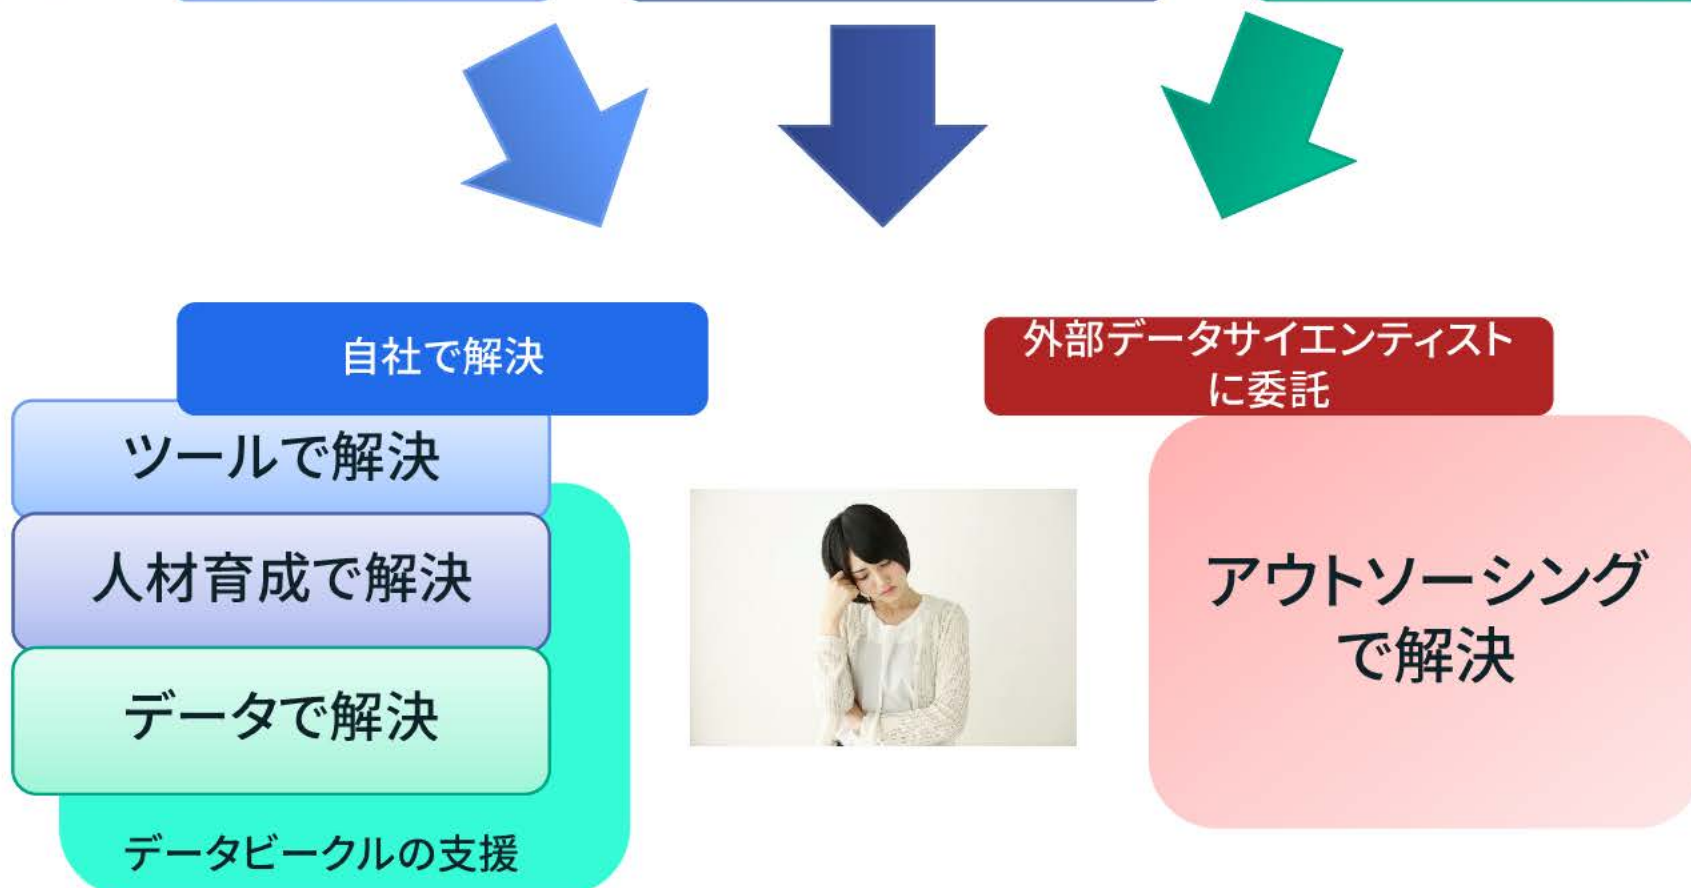 自社で解決
ツールで解決
人材育成で解決
データで解決
データビークルの支援
外部データサイエンティスト
に委託
アウトソーシング
で解決